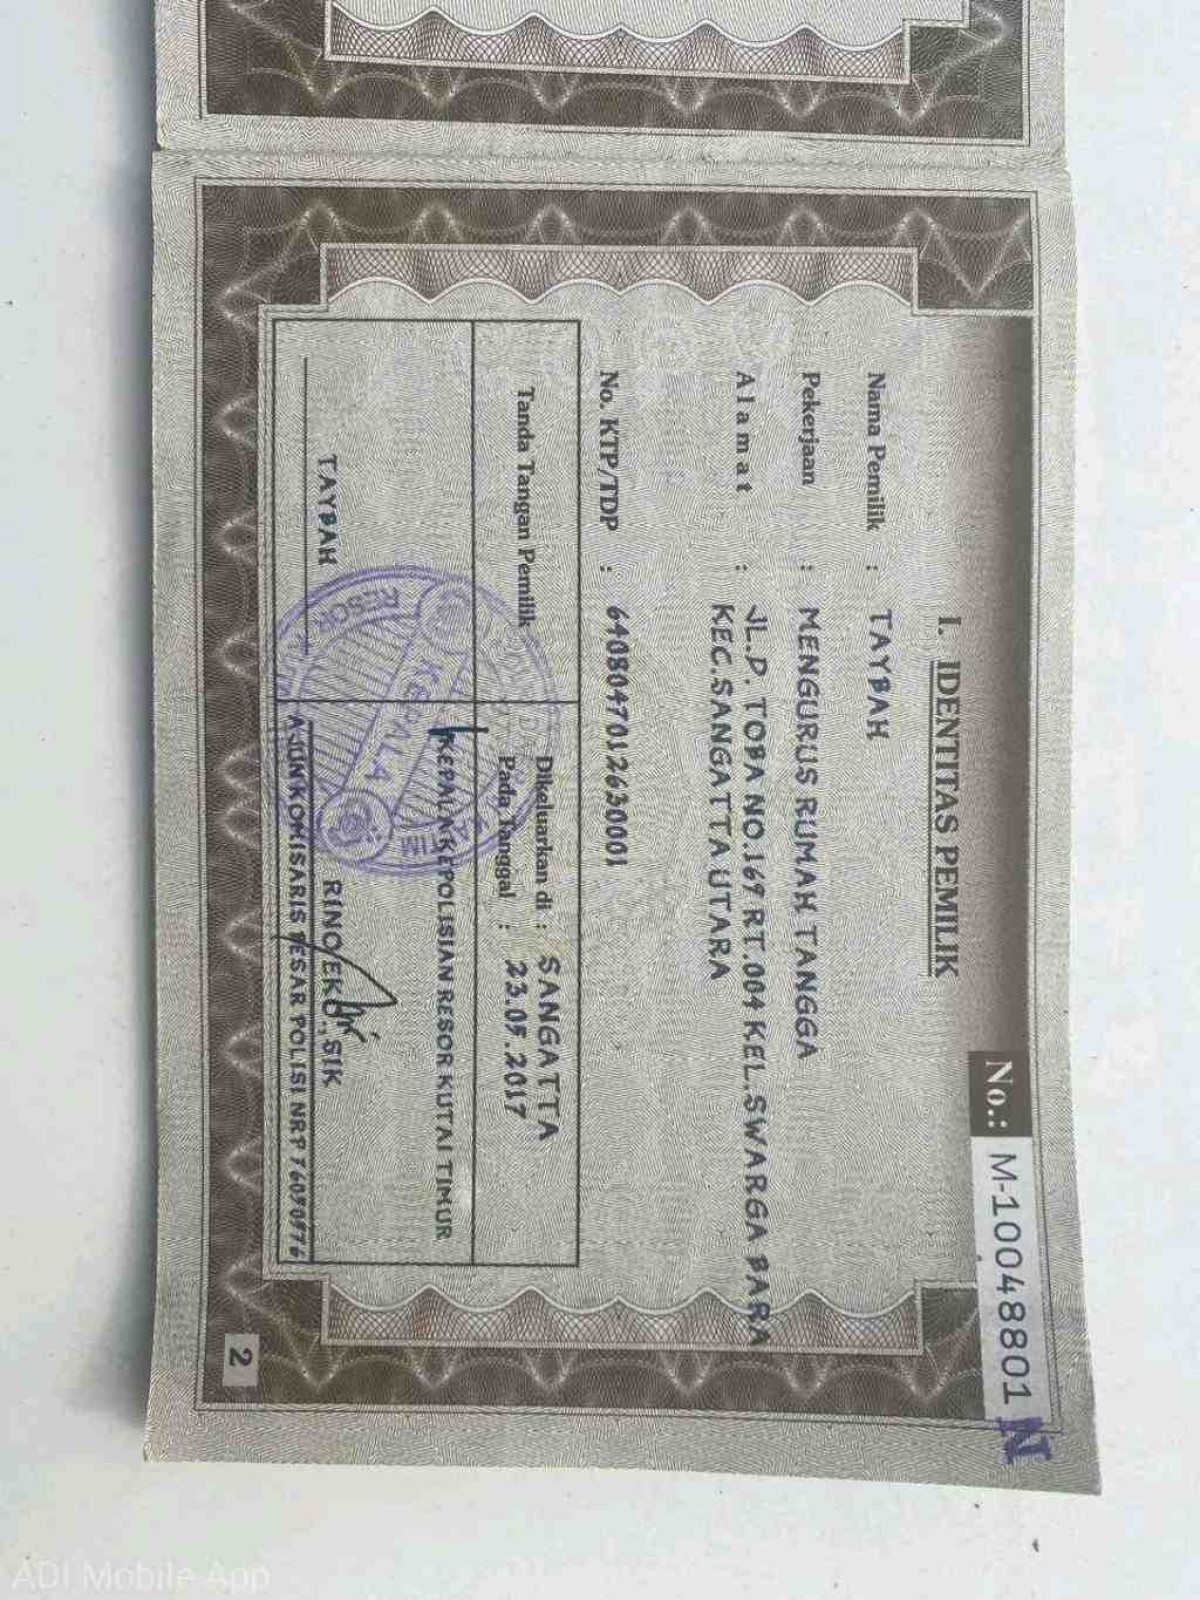 No.: M-10048801 N
I. IDENTITAS PEMILIK
Nama Pemilik : TAYBAH
Pekerjaan : MENGURUS RUMAH TANGGA
Alamat : JL.P. TOBA NO.169 RT.004 KEL.SWARGA BARA
KEC.SANGATTA UTARA
No. KTP/TDP : 6408047012630001
Tanda Tangan Pemilik
TAYBAH
Dikeluarkan di : SANGATTA
Pada Tanggal : 23.05.2017
KEPALA KEPOLISIAN RESOR KUTAI TIMUR
RINO EKO, SIK
AJUN KOMISARIS BESAR POLISI NRP
KEPALA
RESOR
2
ADI Mobile App